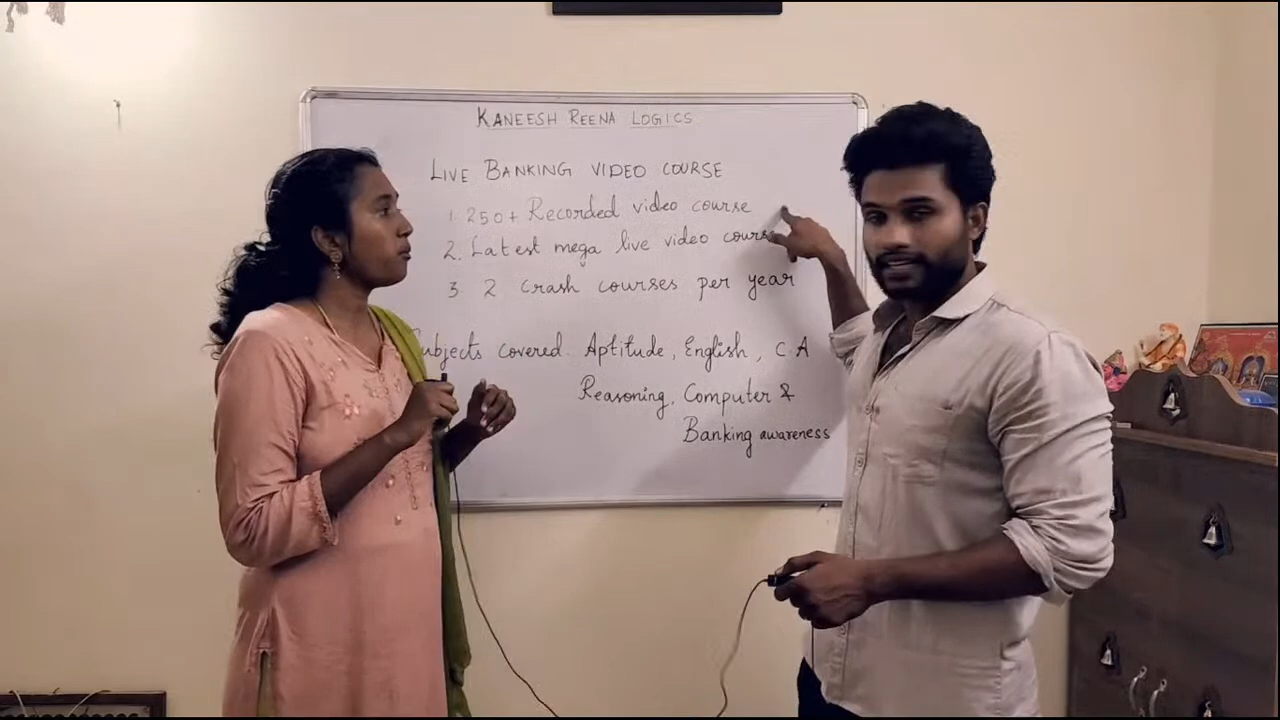 KANEESH REENA LOGICS
LIVE BANKING VIDEO COURSE
1. 250+ Recorded video course
2. Latest mega live video course
3. 2 crash courses per year
Subjects covered: Aptitude, English, C.A
Reasoning, Computer &
Banking awareness